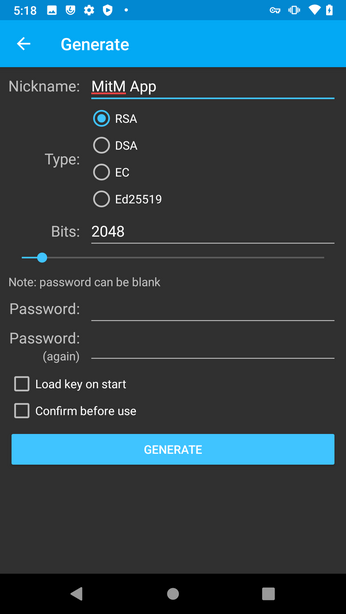 5:18
Generate
Nickname: MitM App
RSA
DSA
Type:
EC
Ed25519
Bits: 2048
Note: password can be blank
Password:
Password:
(again)
Load key on start
Confirm before use
GENERATE